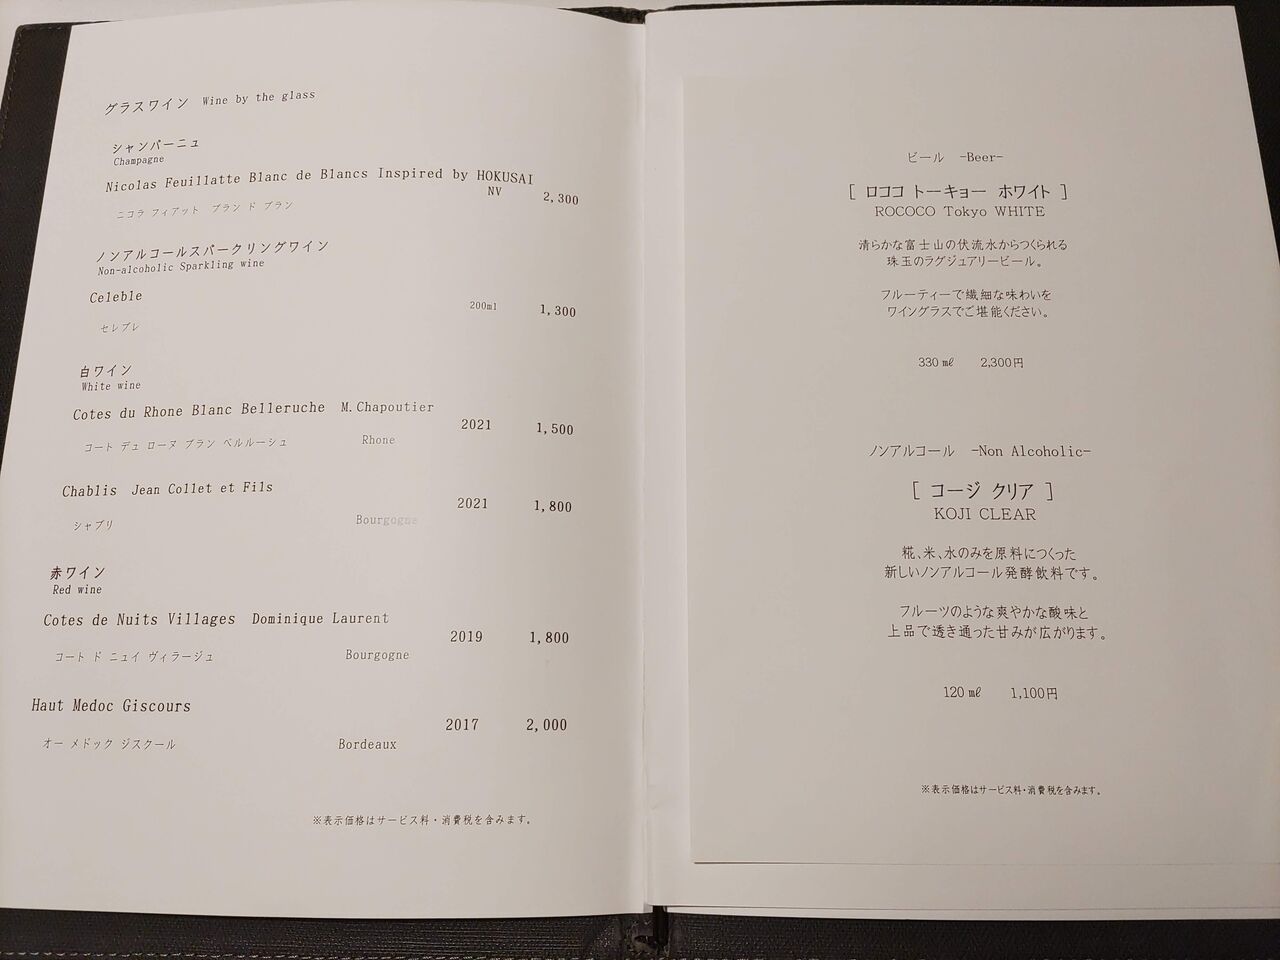 グラスワイン Wine by the glass
シャンパーニュ
Champagne
Nicolas Feuillatte Blanc de Blancs Inspired by HOKUSAI
NV 2,300
ニコラ フィアット ブラン ド ブラン
ノンアルコールスパークリングワイン
Non-alcoholic Sparkling wine
Celeble
200ml 1,300
セレブレ
白ワイン
White wine
Cotes du Rhone Blanc Belleruche M.Chapoutier
2021 1,500
コート デュ ローヌ ブラン ベルルーシュ Rhone
Chablis Jean Collet et Fils
2021 1,800
シャブリ Bourgogne
赤ワイン
Red wine
Cotes de Nuits Villages Dominique Laurent
2019 1,800
コート ド ニュイ ヴィラージュ Bourgogne
Haut Medoc Giscours
2017 2,000
オー メドック ジスクール Bordeaux
※表示価格はサービス料・消費税を含みます。
ビール -Beer-
[ ロココ トーキョー ホワイト ]
ROCOCO Tokyo WHITE
清らかな富士山の伏流水からつくられる
珠玉のラグジュアリービール。
フルーティーで繊細な味わいを
ワイングラスでご堪能ください。
330㎖ 2,300円
ノンアルコール -Non Alcoholic-
[ コージ クリア ]
KOJI CLEAR
糀、米、水のみを原料につくった
新しいノンアルコール発酵飲料です。
フルーツのような爽やかな酸味と
上品で透き通った甘みが広がります。
120㎖ 1,100円
※表示価格はサービス料・消費税を含みます。